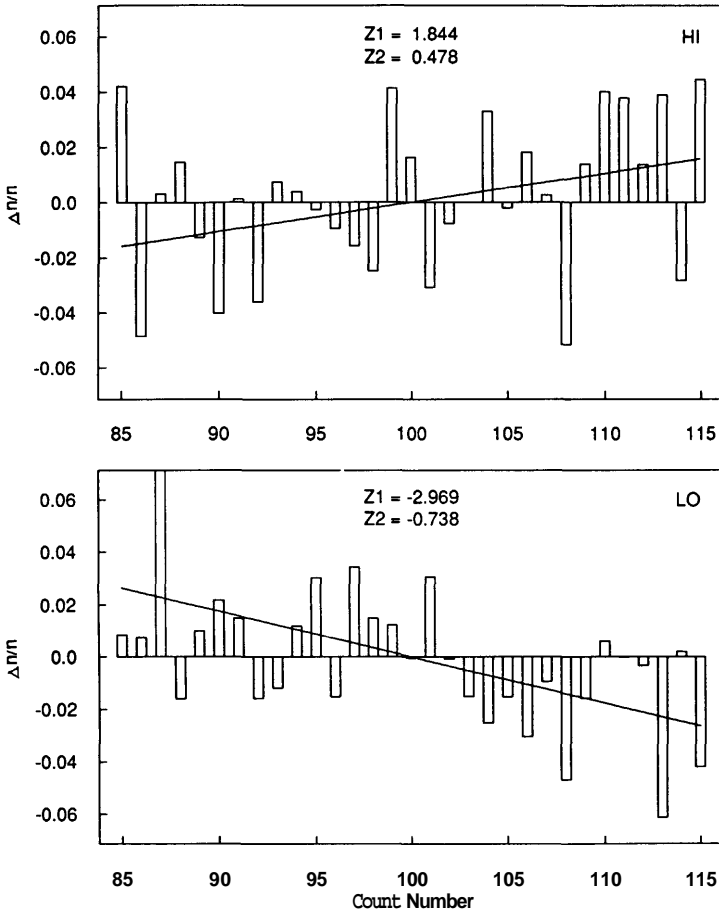 Z1 = 1.844
HI
Z2 = 0.478
0.06
0.04
0.02
0.0
-0.02
-0.04
-0.06
Δn/n
85 90 95 100 105 110 115
Z1 = -2.969
LO
Z2 = -0.738
0.06
0.04
0.02
0.0
-0.02
-0.04
-0.06
Δn/n
85 90 95 100 105 110 115
Count Number